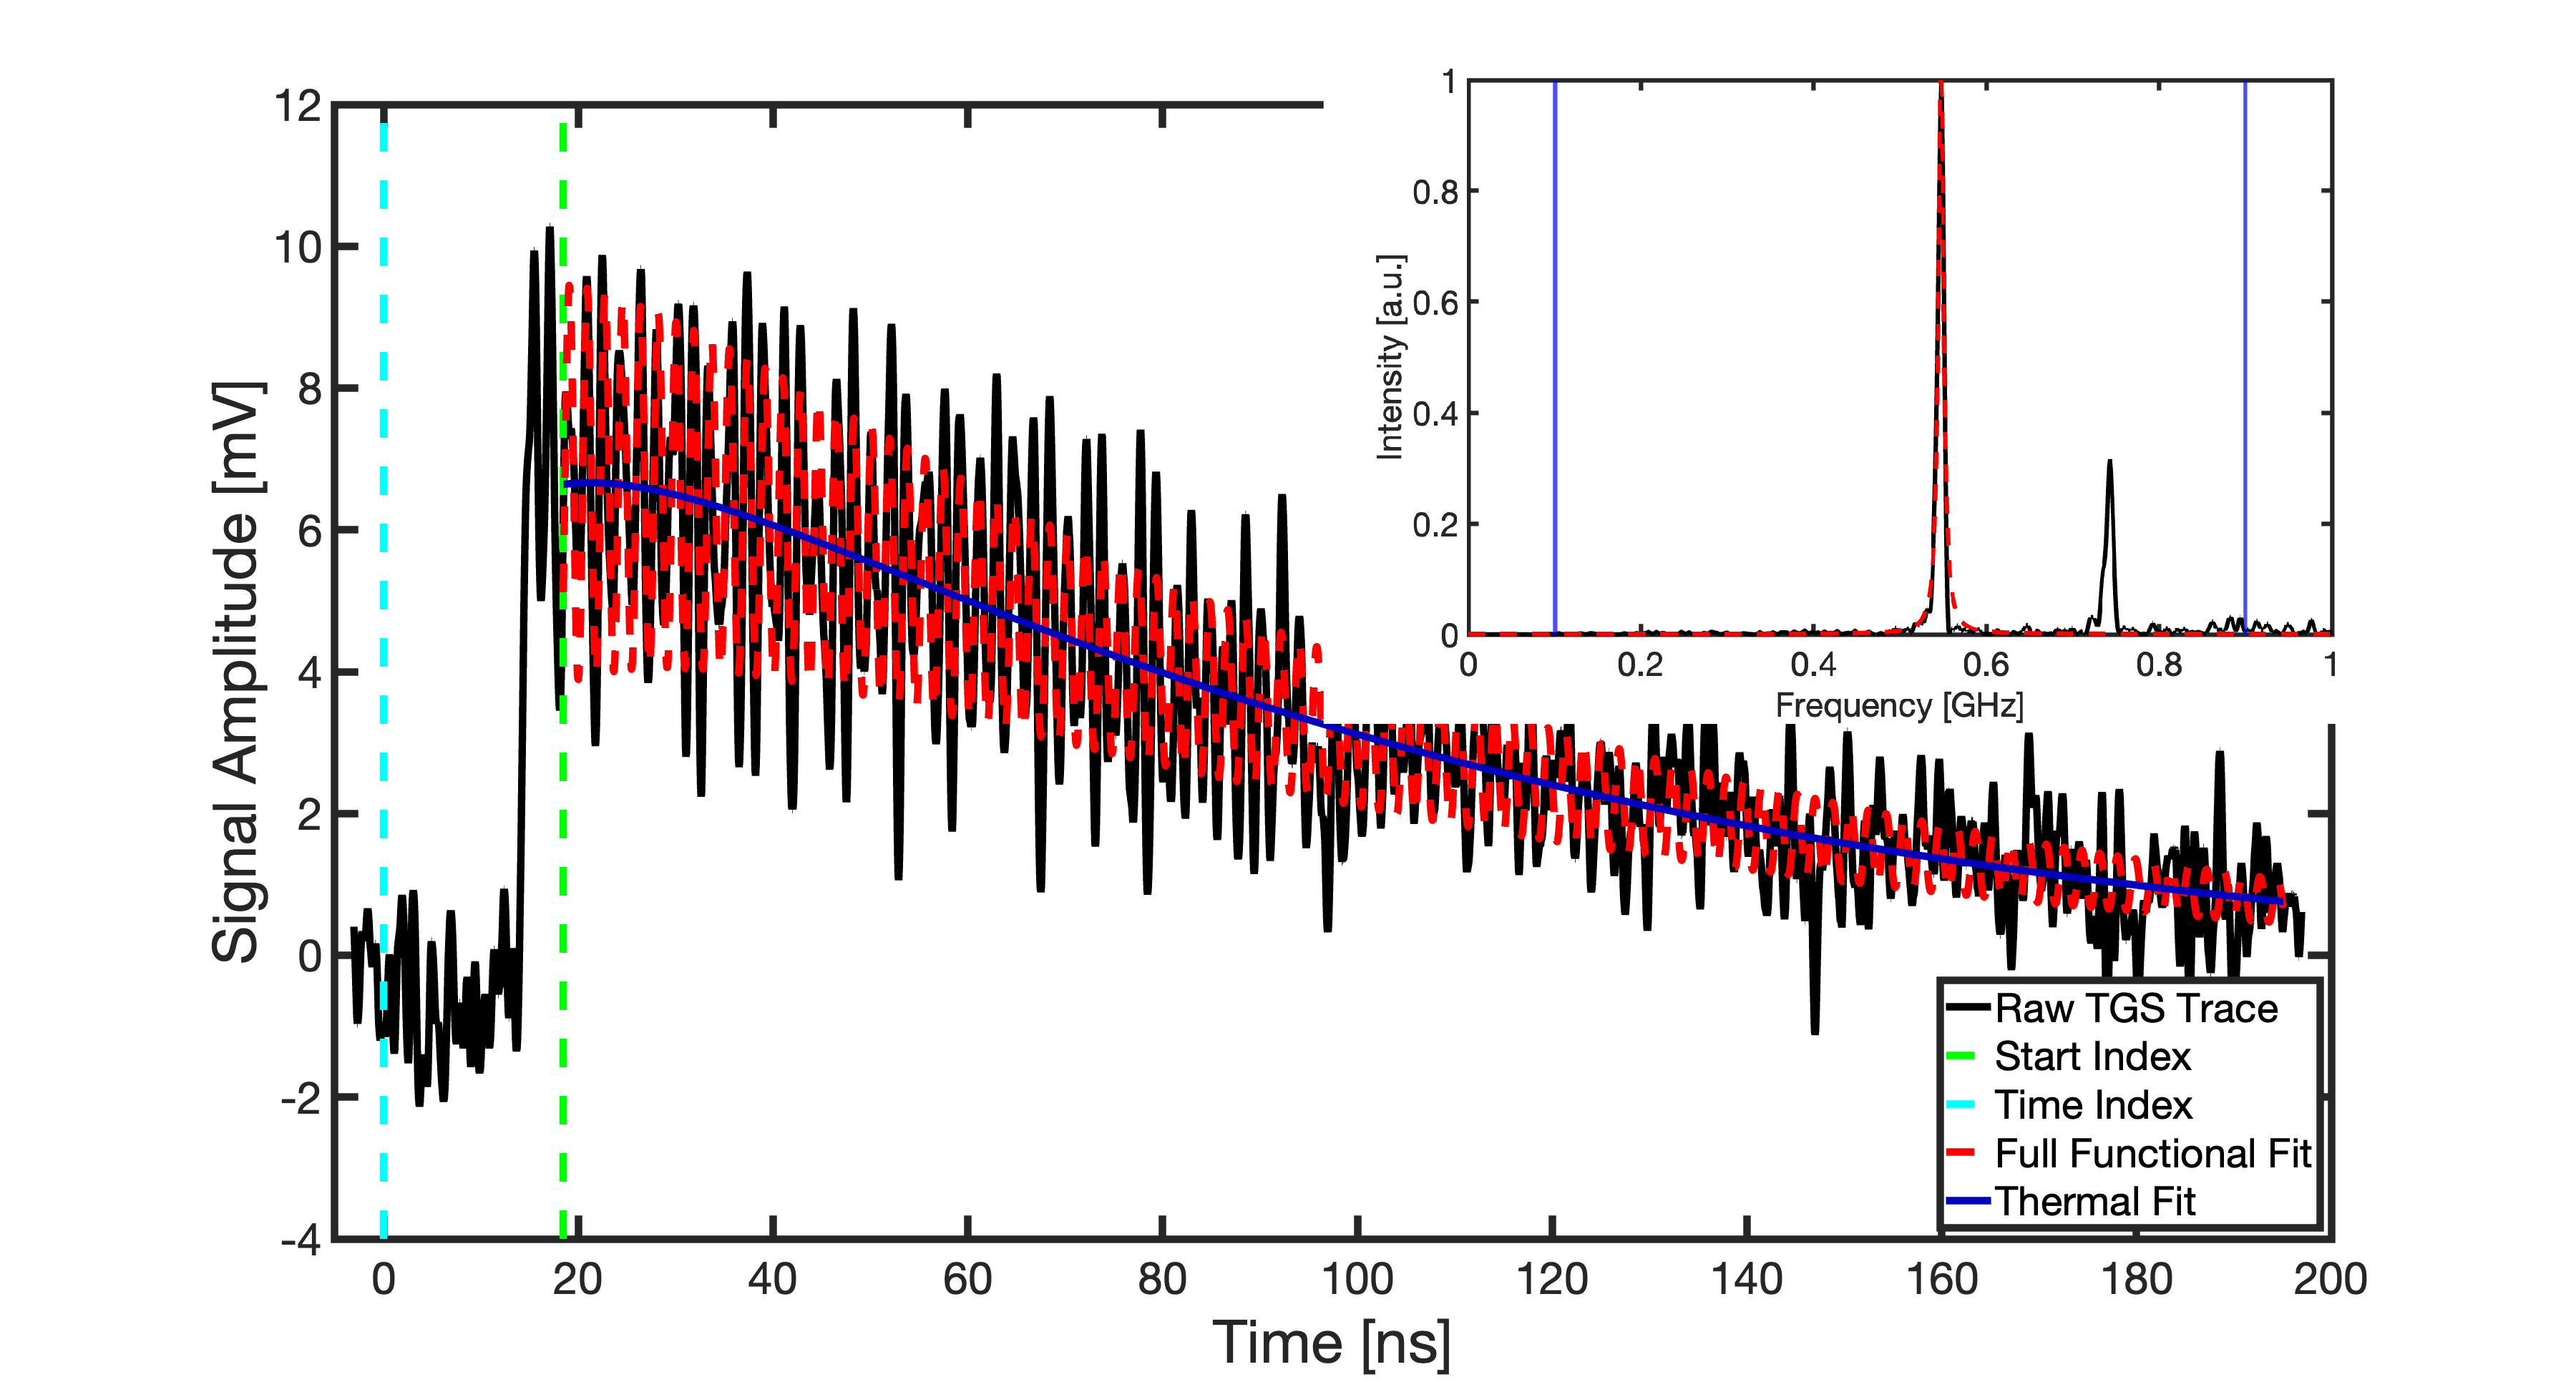 12
10
8
6
4
2
0
-2
-4
Signal Amplitude [mV]
0 20 40 60 80 100 120 140 160 180 200
Time [ns]
1
0.8
0.6
0.4
0.2
0
Intensity [a.u.]
0 0.2 0.4 0.6 0.8 1
Frequency [GHz]
Raw TGS Trace
Start Index
Time Index
Full Functional Fit
Thermal Fit